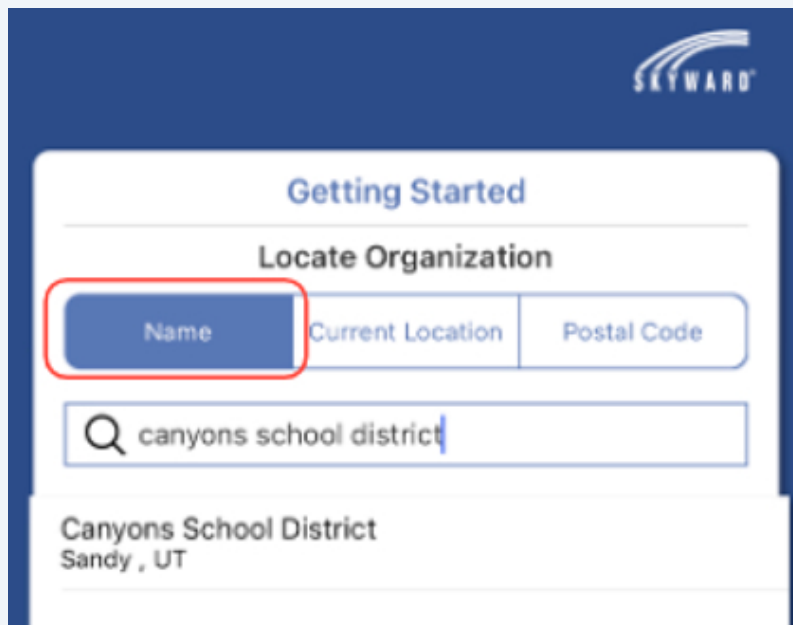 SKYWARD
Getting Started
Locate Organization
Name Current Location Postal Code
canyons school district
Canyons School District
Sandy , UT